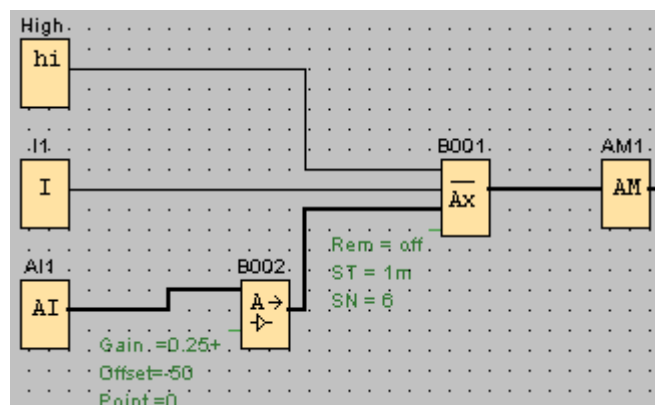 High
hi
I1
I
B001
Ax
AM1
AM
Rem = off
ST = 1m
SN = 6
AI1
AI
B002
A→
Gain =0.25+
Offset=-50
Point=0